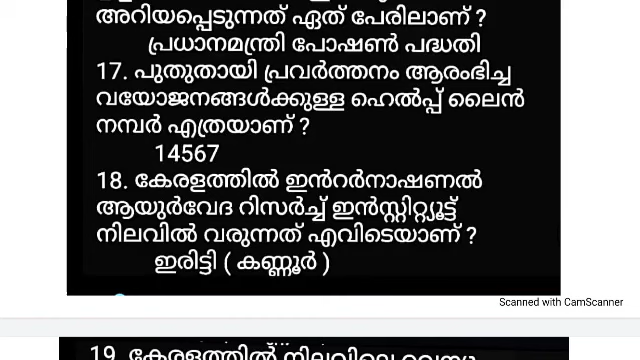 അറിയപ്പെടുന്നത് ഏത് പേരിലാണ് ?
പ്രധാനമന്ത്രി പോഷൺ പദ്ധതി
17. പുതുതായി പ്രവർത്തനം ആരംഭിച്ച
വയോജനങ്ങൾക്കുള്ള ഹെൽപ്പ് ലൈൻ
നമ്പർ എത്രയാണ് ?
14567
18. കേരളത്തിൽ ഇൻറർനാഷണൽ
ആയുർവേദ റിസർച്ച് ഇൻസ്റ്റിറ്റ്യൂട്ട്
നിലവിൽ വരുന്നത് എവിടെയാണ് ?
ഇരിട്ടി ( കണ്ണൂർ )
Scanned with CamScanner
19. കേരളത്തിൽ നിലവിലെ